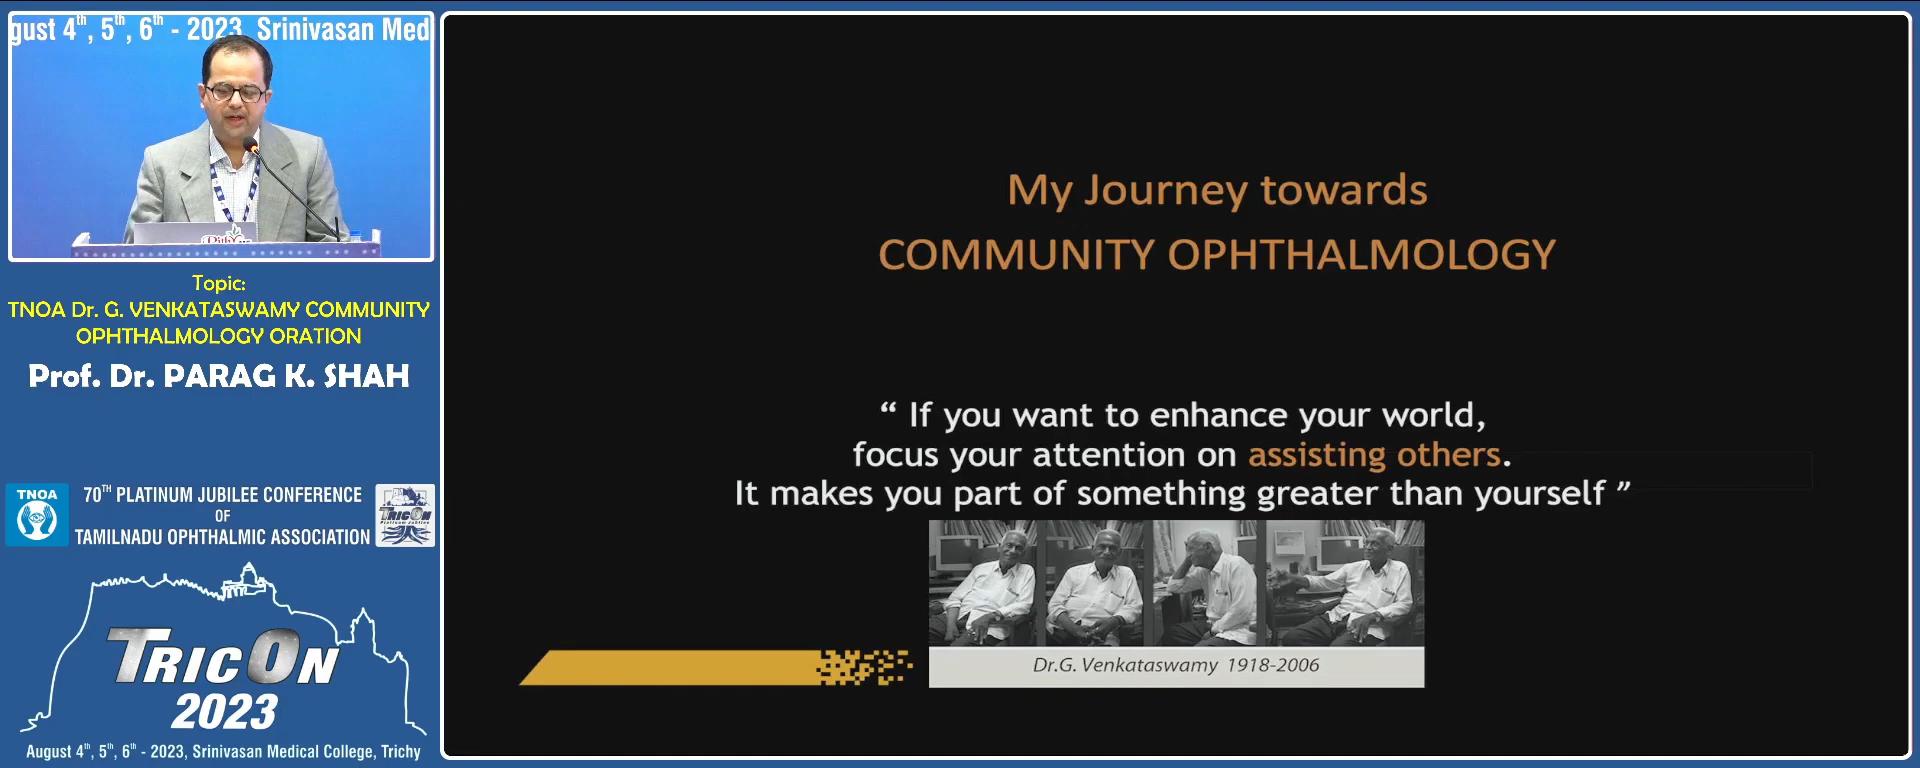 gust 4th, 5th, 6th - 2023, Srinivasan Med
Topic:
TNOA Dr. G. VENKATASWAMY COMMUNITY
OPHTHALMOLOGY ORATION
Prof. Dr. PARAG K. SHAH
TNOA
70TH PLATINUM JUBILEE CONFERENCE
OF
TAMILNADU OPHTHALMIC ASSOCIATION
TRICON
Platinum Jubilee
TRICON
2023
August 4th, 5th, 6th - 2023, Srinivasan Medical College, Trichy
My Journey towards
COMMUNITY OPHTHALMOLOGY
“ If you want to enhance your world,
focus your attention on assisting others.
It makes you part of something greater than yourself ”
Dr.G. Venkataswamy 1918-2006